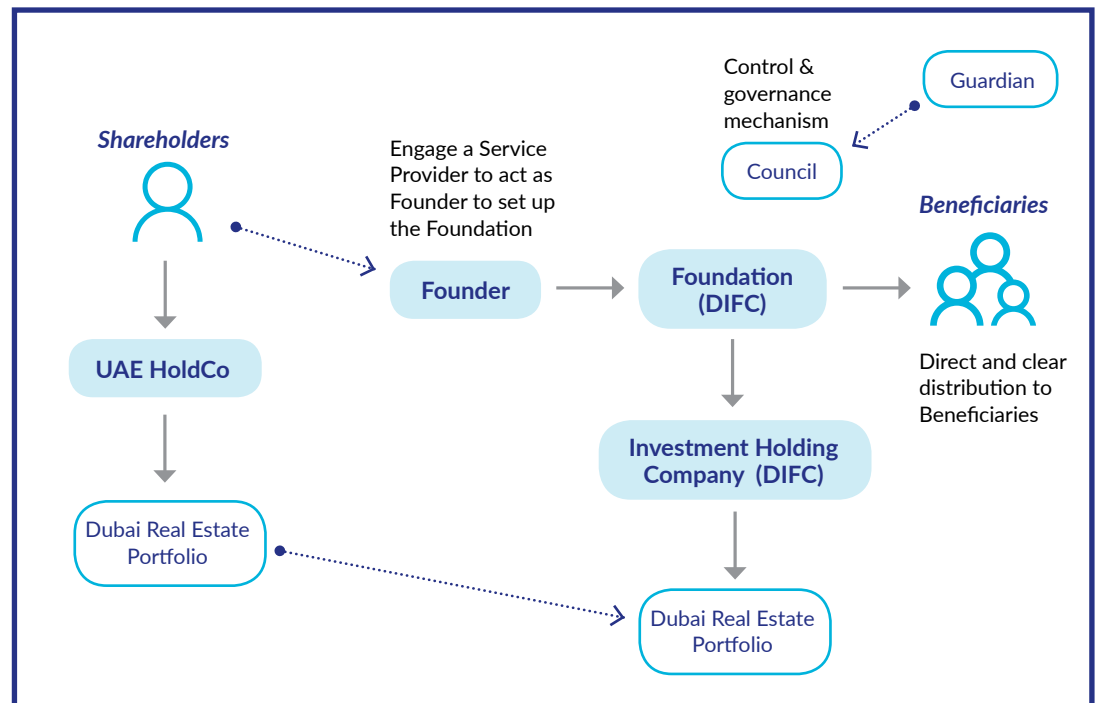 Shareholders
Engage a Service
Provider to act as
Founder to set up
the Foundation
Control &
governance
mechanism
Guardian
Council
Beneficiaries
Founder
Foundation
(DIFC)
UAE HoldCo
Direct and clear
distribution to
Beneficiaries
Investment Holding
Company (DIFC)
Dubai Real Estate
Portfolio
Dubai Real Estate
Portfolio